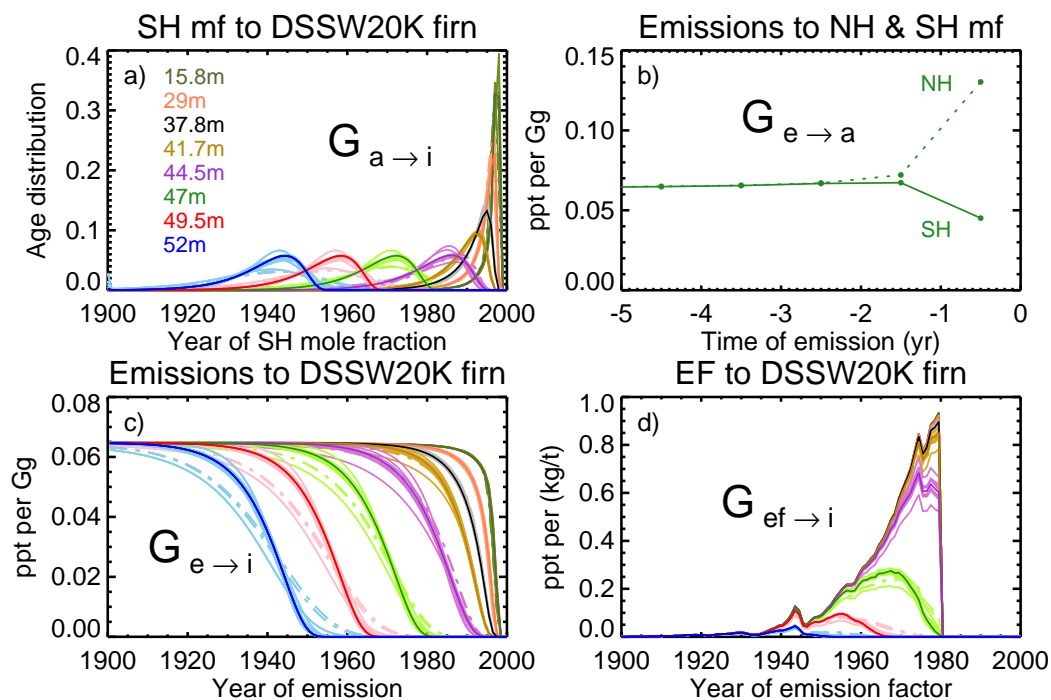 SH mf to DSSW20K firn
a)
15.8m
29m
37.8m
41.7m
44.5m
47m
49.5m
52m
G a → i
Age distribution
0.4
0.3
0.2
0.1
0.0
1900 1920 1940 1960 1980 2000
Year of SH mole fraction
Emissions to NH & SH mf
b)
NH
G e → a
SH
ppt per Gg
0.15
0.10
0.05
0.00
-5 -4 -3 -2 -1 0
Time of emission (yr)
Emissions to DSSW20K firn
c)
G e → i
ppt per Gg
0.08
0.06
0.04
0.02
0.00
1900 1920 1940 1960 1980 2000
Year of emission
EF to DSSW20K firn
d)
G ef → i
ppt per (kg/t)
1.0
0.8
0.6
0.4
0.2
0.0
1900 1920 1940 1960 1980 2000
Year of emission factor